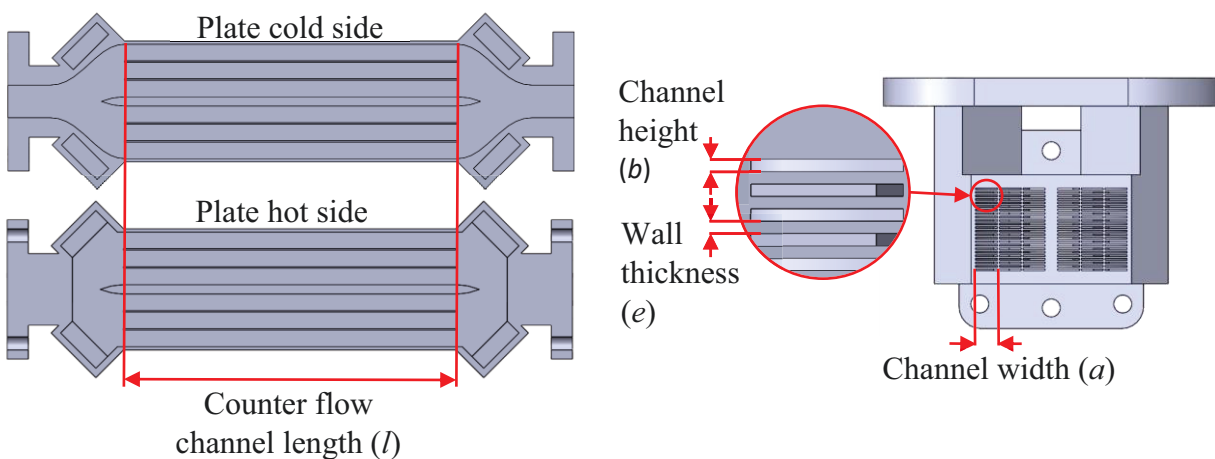 Plate cold side
Plate hot side
Counter flow
channel length (l)
Channel
height
(b)
Wall
thickness
(e)
Channel width (a)